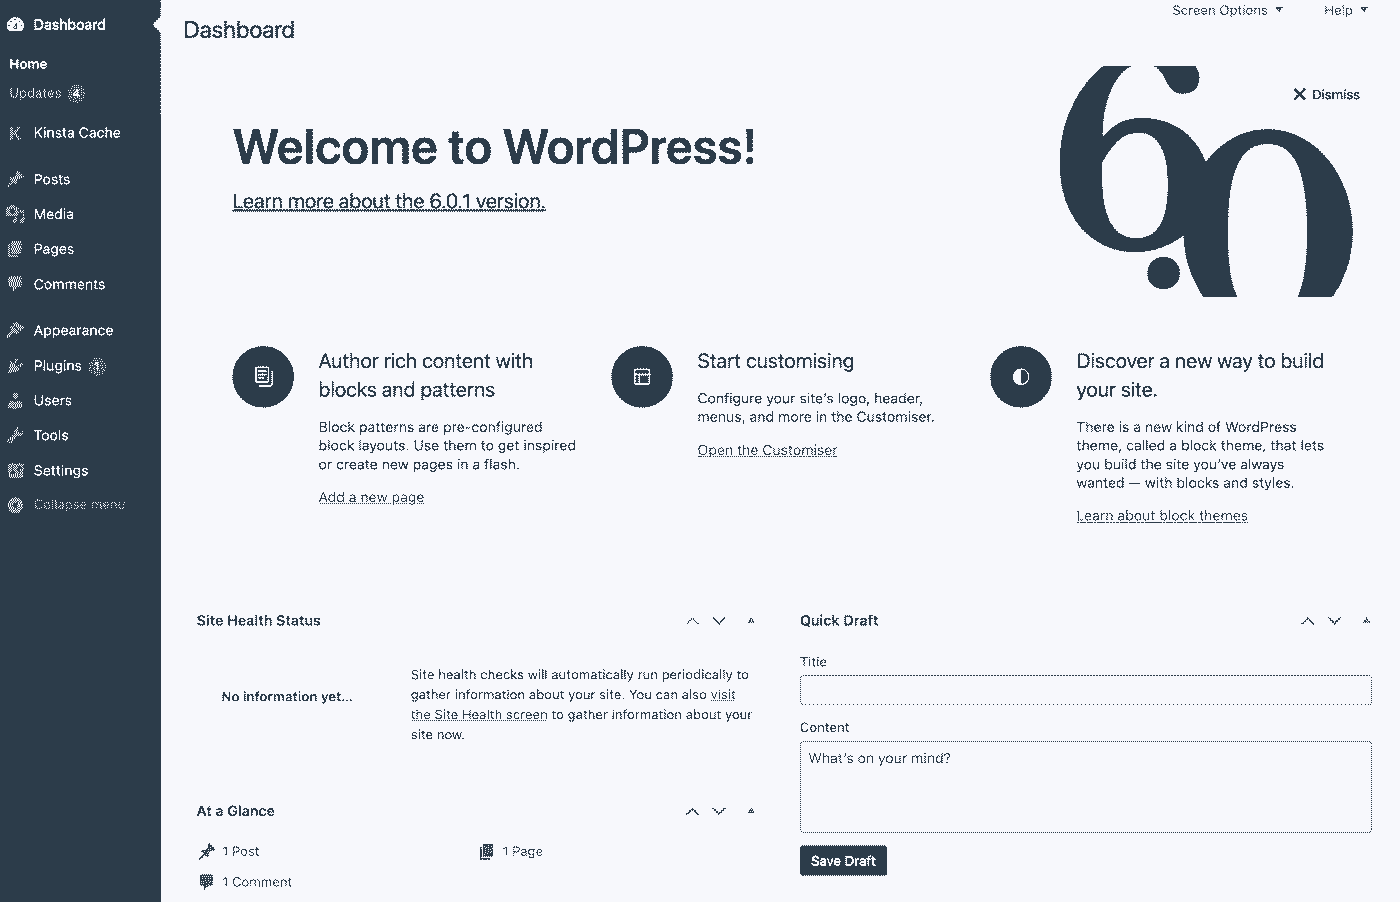 Dashboard
Home
Updates 4
Kinsta Cache
Posts
Media
Pages
Comments
Appearance
Plugins 1
Users
Tools
Settings
Collapse menu
Screen Options
Help
Dashboard
Dismiss
6.0
Welcome to WordPress!
Learn more about the 6.0.1 version.
Author rich content with
blocks and patterns
Block patterns are pre-configured
block layouts. Use them to get inspired
or create new pages in a flash.
Add a new page
Start customising
Configure your site's logo, header,
menus, and more in the Customiser.
Open the Customiser
Discover a new way to build
your site.
There is a new kind of WordPress
theme, called a block theme, that lets
you build the site you've always
wanted — with blocks and styles.
Learn about block themes
Site Health Status
No information yet...
Site health checks will automatically run periodically to
gather information about your site. You can also visit
the Site Health screen to gather information about your
site now.
At a Glance
1 Post
1 Page
1 Comment
Quick Draft
Title
Content
What's on your mind?
Save Draft